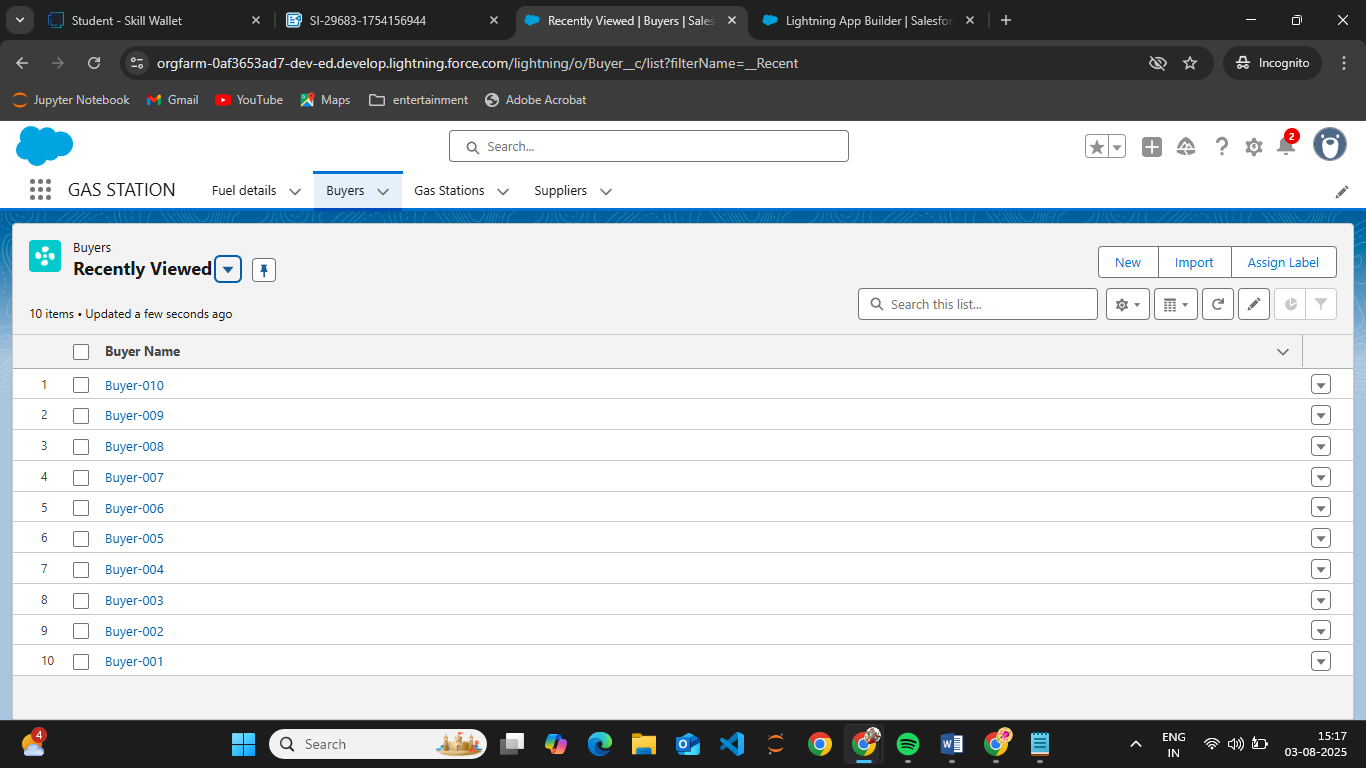 Student - Skill Wallet
SI-29683-1754156944
Recently Viewed | Buyers | Sales
Lightning App Builder | Salesfor
orgfarm-0af3653ad7-dev-ed.develop.lightning.force.com/lightning/o/Buyer__c/list?filterName=__Recent
Incognito
Jupyter Notebook
Gmail
YouTube
Maps
entertainment
Adobe Acrobat
Search...
2
GAS STATION
Fuel details
Buyers
Gas Stations
Suppliers
Buyers
Recently Viewed
New
Import
Assign Label
10 items • Updated a few seconds ago
Search this list...
Buyer Name
1 Buyer-010
2 Buyer-009
3 Buyer-008
4 Buyer-007
5 Buyer-006
6 Buyer-005
7 Buyer-004
8 Buyer-003
9 Buyer-002
10 Buyer-001
4
Search
ENG
IN
15:17
03-08-2025